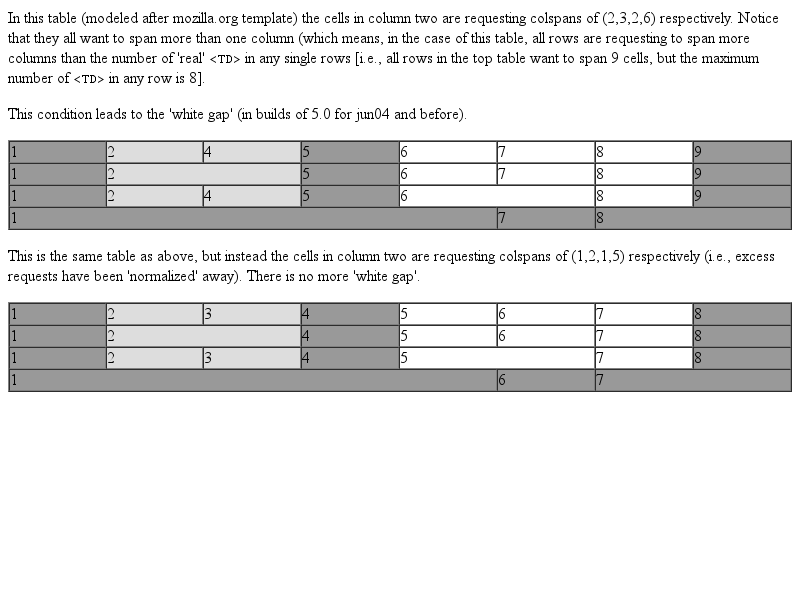 In this table (modeled after mozilla.org template) the cells in column two are requesting colspans of (2,3,2,6) respectively. Notice
that they all want to span more than one column (which means, in the case of this table, all rows are requesting to span more
columns than the number of 'real' <TD> in any single rows [i.e., all rows in the top table want to span 9 cells, but the maximum
number of <TD> in any row is 8].
This condition leads to the 'white gap' (in builds of 5.0 for jun04 and before).
1 2 4 5 6 7 8 9
1 2 5 6 7 8 9
1 2 4 5 6 8 9
1 7 8
This is the same table as above, but instead the cells in column two are requesting colspans of (1,2,1,5) respectively (i.e., excess
requests have been 'normalized' away). There is no more 'white gap'.
1 2 3 4 5 6 7 8
1 2 4 5 6 7 8
1 2 3 4 5 7 8
1 6 7